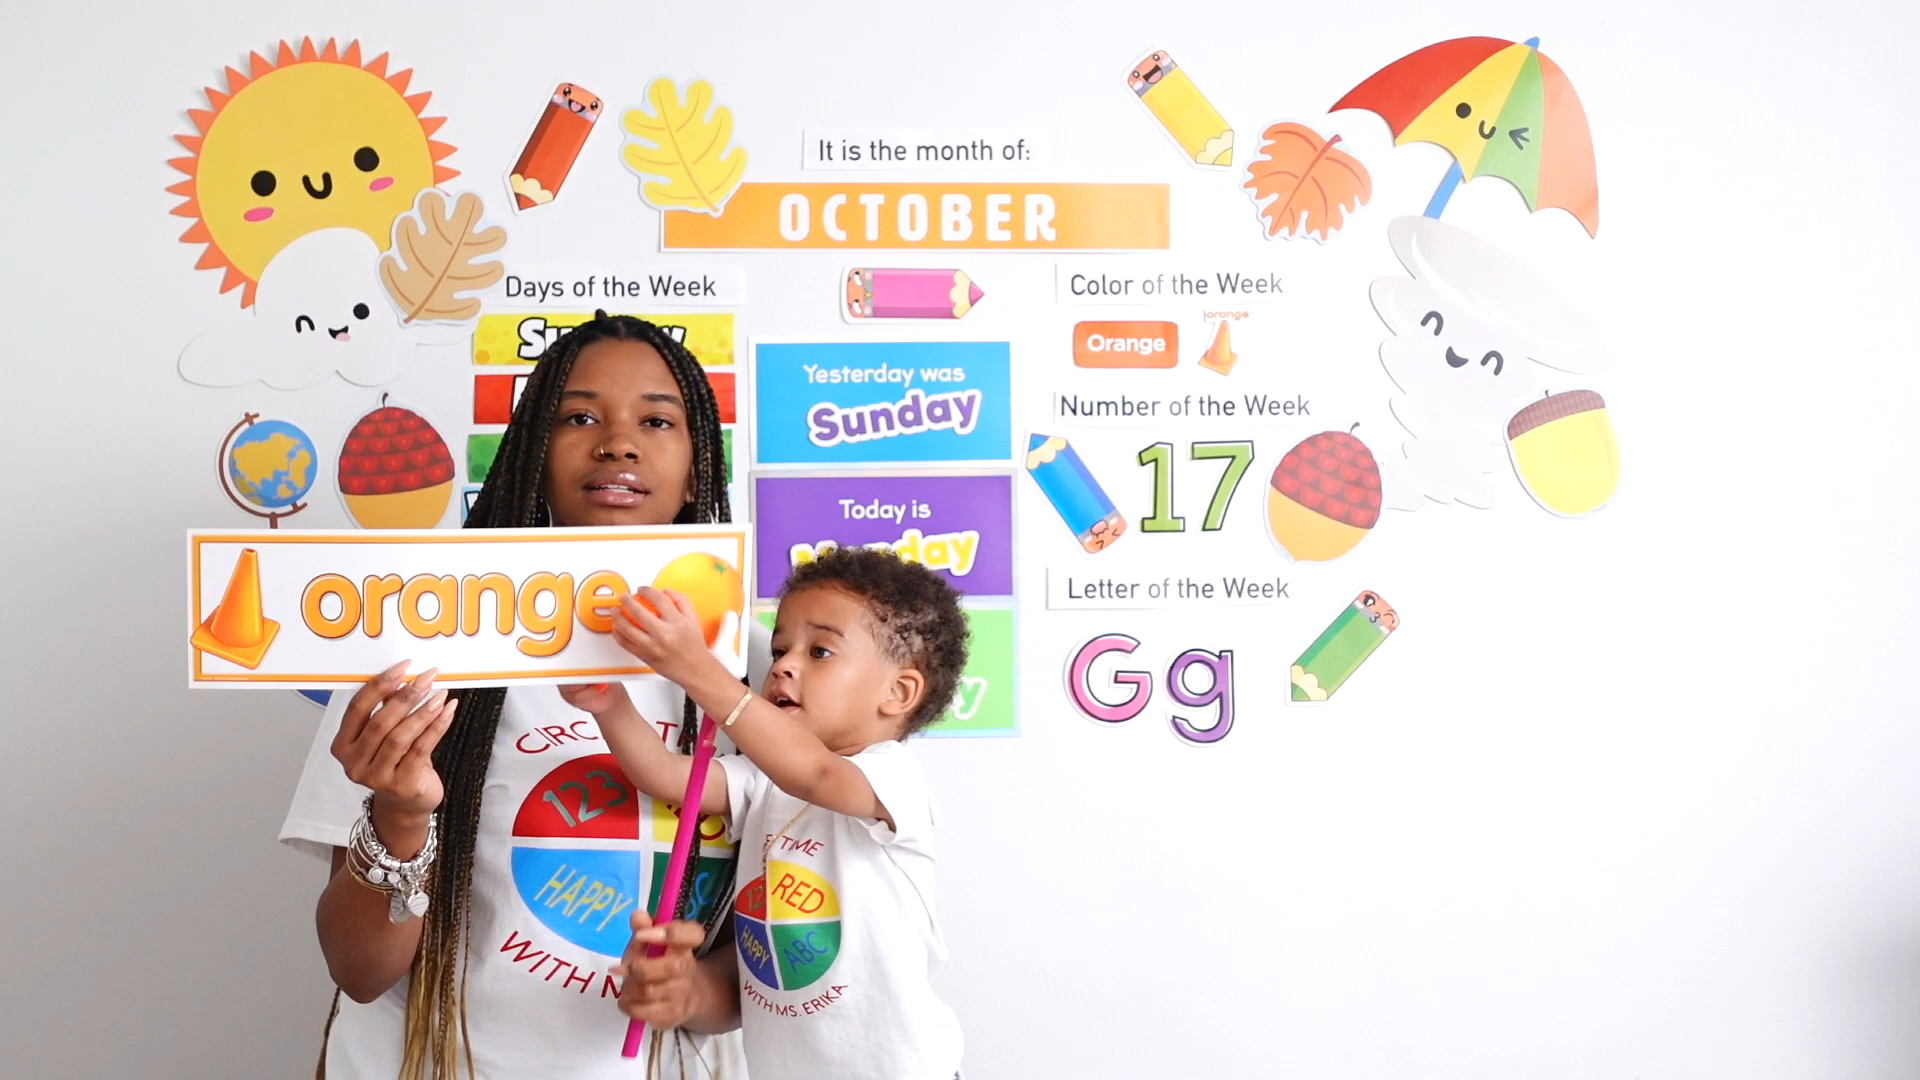 It is the month of:
OCTOBER
Days of the Week
Color of the Week
orange
Orange
Yesterday was
Sunday
Number of the Week
17
Today is
orange
Letter of the Week
Gg
123
HAPPY
WITH
TIME
RED
HAPPY
ABC
WITH MS. ERIKA